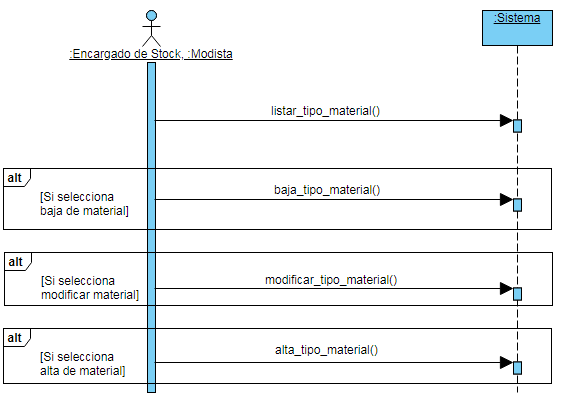 :Sistema
:Encargado de Stock, :Modista
listar_tipo_material()
alt
[Si selecciona
baja de material]
baja_tipo_material()
alt
[Si selecciona
modificar material]
modificar_tipo_material()
alt
[Si selecciona
alta de material]
alta_tipo_material()